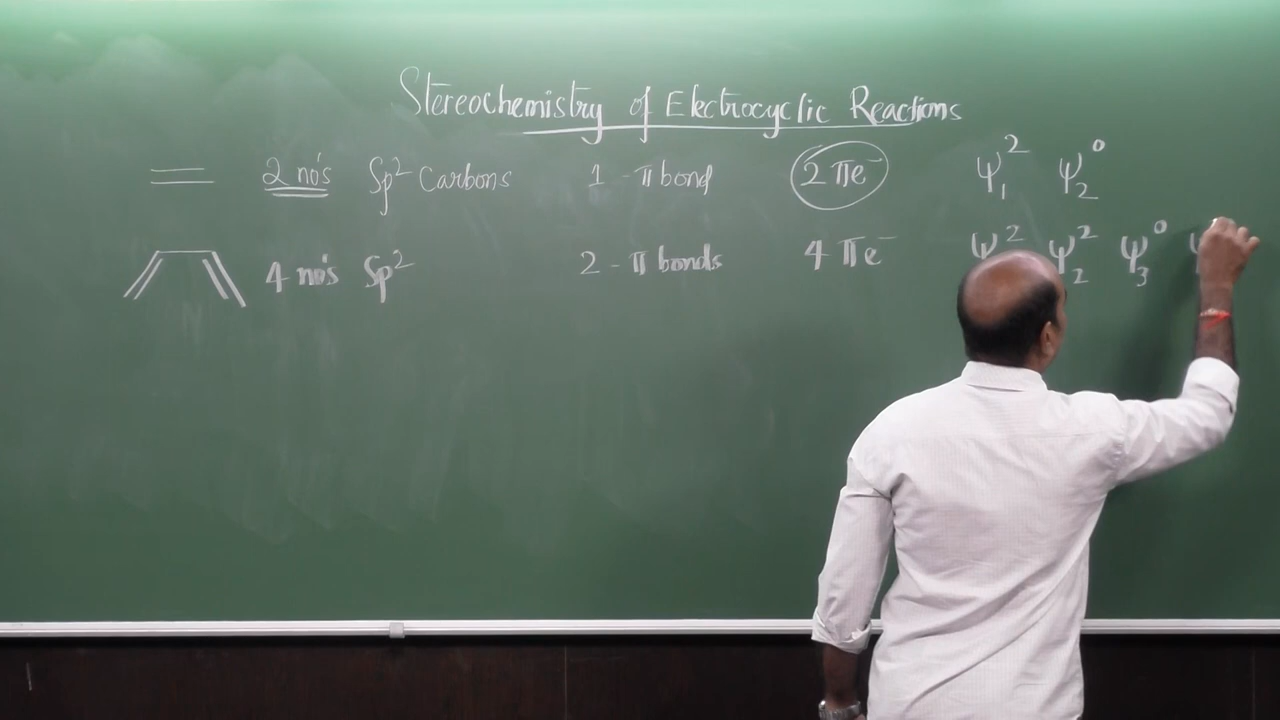 Stereochemistry of Electrocyclic Reactions
2 no's Sp² Carbons 1 - π bond 2 πe⁻ ψ₁² ψ₂⁰
4 no's Sp² 2 - π bonds 4 πe⁻ ψ² ψ₂² ψ₃⁰